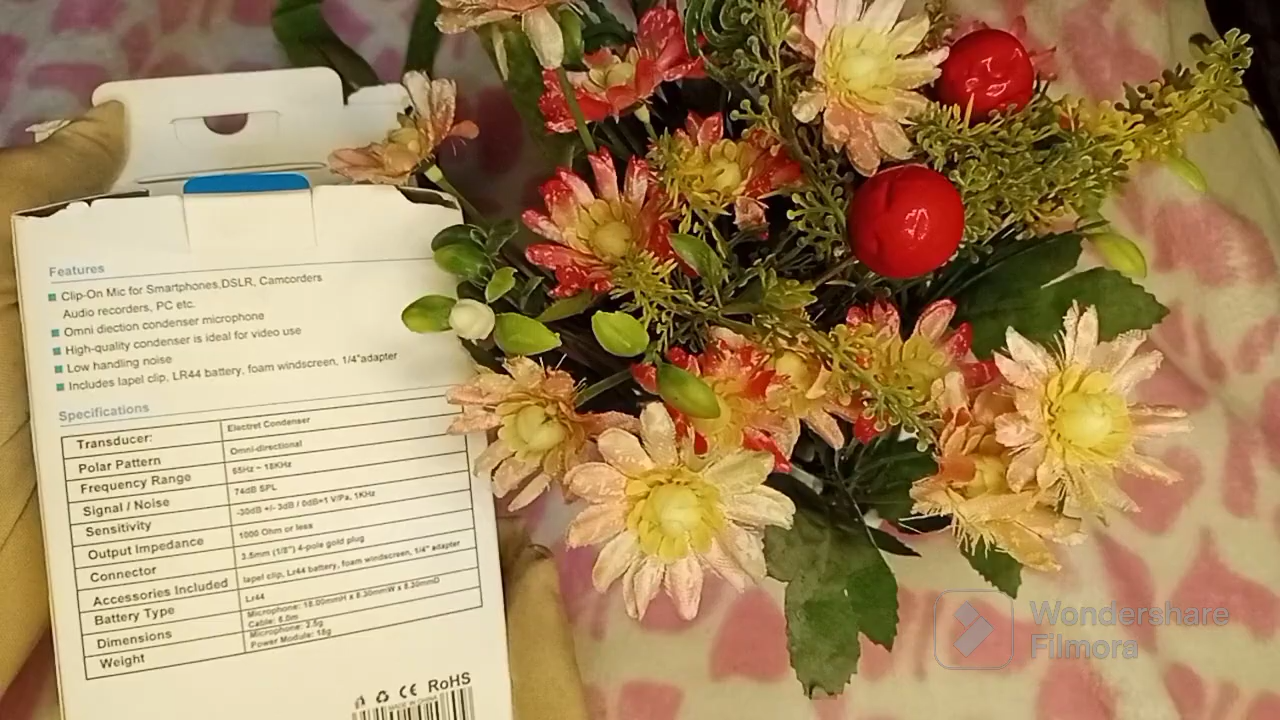 Features
Clip-On Mic for Smartphones,DSLR, Camcorders
Audio recorders, PC etc.
Omni diection condenser microphone
High-quality condenser is ideal for video use
Low handling noise
Includes lapel clip, LR44 battery, foam windscreen, 1/4"adapter
Specifications
Transducer: Electret Condenser
Polar Pattern Omni-directional
Frequency Range 65Hz ~ 18KHz
Signal / Noise 74dB SPL
Sensitivity -30dB +/- 3dB / 0dB=1 V/Pa, 1KHz
Output Impedance 1000 Ohm or less
Connector 3.5mm (1/8") 4-pole gold plug
Accessories Included lapel clip, Lr44 battery, foam windscreen, 1/4" adapter
Battery Type Lr44
Dimensions Microphone: 18.00mmH x 8.30mmW x 8.30mmD
Cable: 6.0m
Weight Microphone: 2.5g
Power Module: 18g
CE RoHS
MADE IN CHINA
Wondershare
Filmora